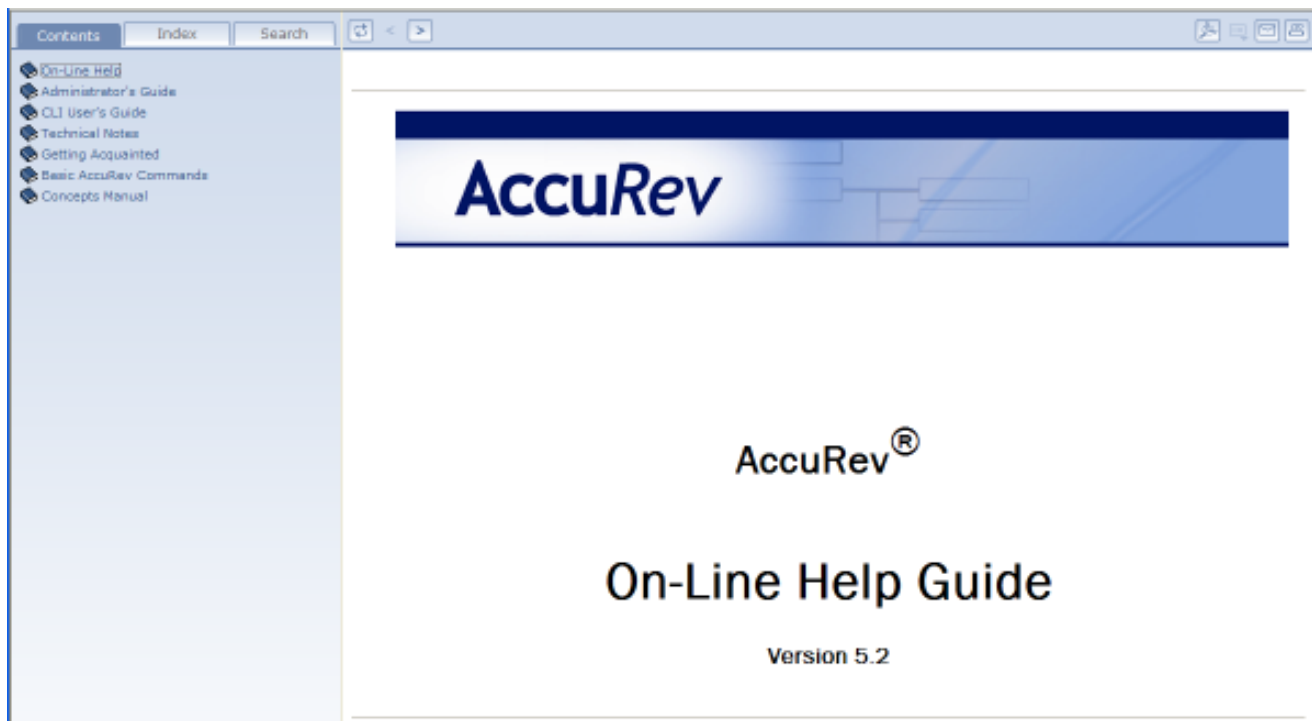 Contents Index Search < >
On-Line Help
Administrator's Guide
CLI User's Guide
Technical Notes
Getting Acquainted
Basic AccuRev Commands
Concepts Manual
AccuRev
AccuRev®
On-Line Help Guide
Version 5.2